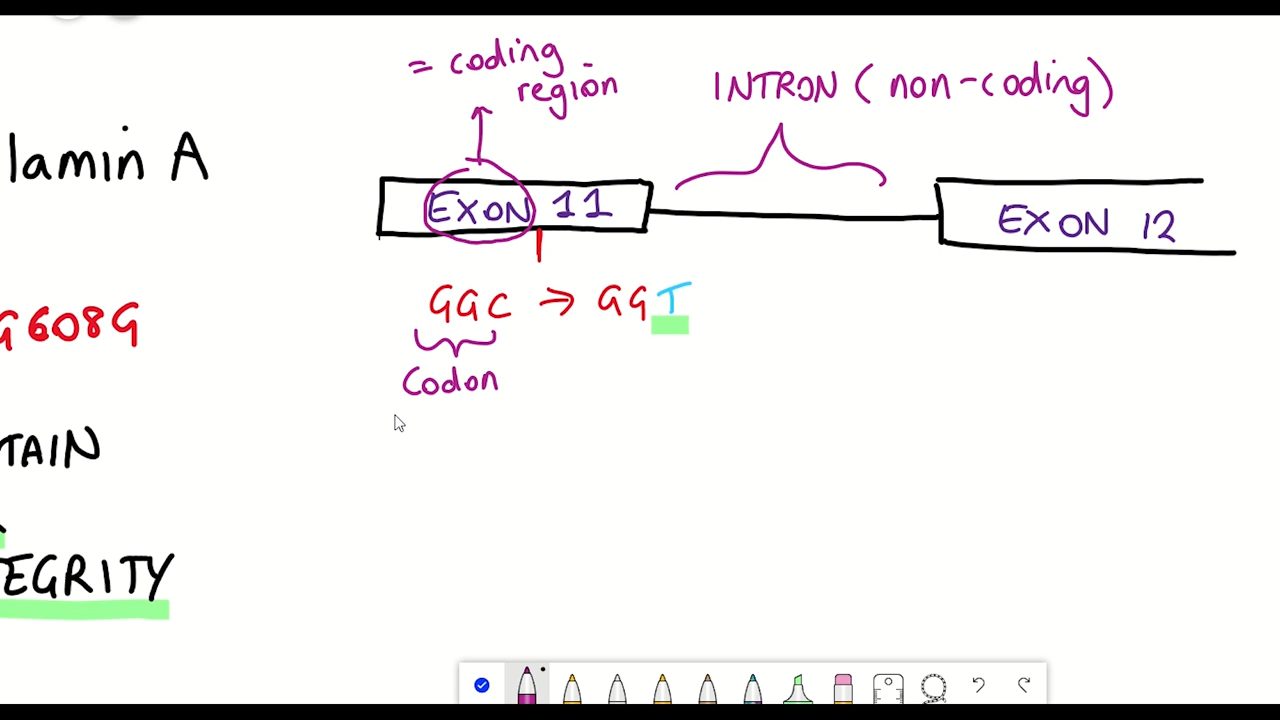 = coding
region
INTRON (non-coding)
lamin A
EXON 11
EXON 12
GGC → GGT
G608G
Codon
TAIN
EGRITY